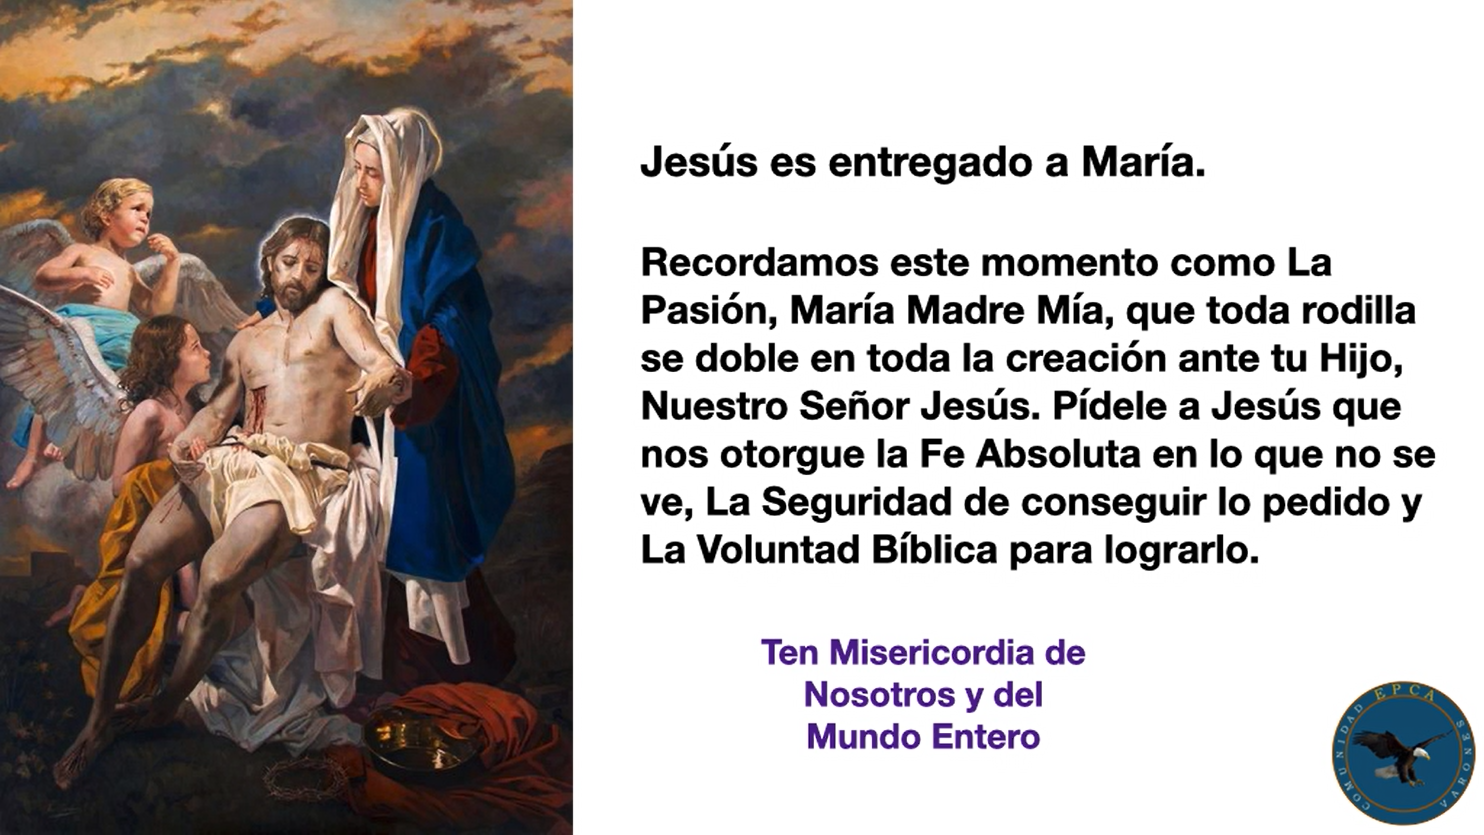 Jesús es entregado a María.
Recordamos este momento como La
Pasión, María Madre Mía, que toda rodilla
se doble en toda la creación ante tu Hijo,
Nuestro Señor Jesús. Pídele a Jesús que
nos otorgue la Fe Absoluta en lo que no se
ve, La Seguridad de conseguir lo pedido y
La Voluntad Bíblica para lograrlo.
Ten Misericordia de
Nosotros y del
Mundo Entero
COMUNIDAD EPCA SEÑORVA